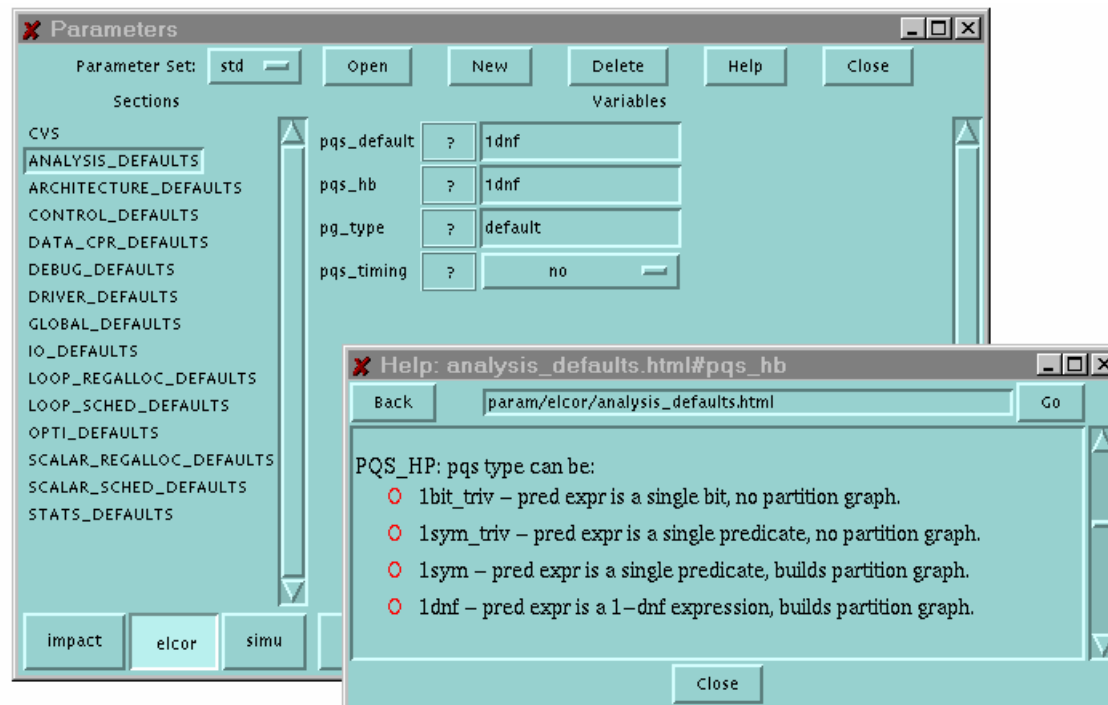 Parameters
Parameter Set: std Open New Delete Help Close
Sections Variables
CVS
ANALYSIS_DEFAULTS
ARCHITECTURE_DEFAULTS
CONTROL_DEFAULTS
DATA_CPR_DEFAULTS
DEBUG_DEFAULTS
DRIVER_DEFAULTS
GLOBAL_DEFAULTS
IO_DEFAULTS
LOOP_REGALLOC_DEFAULTS
LOOP_SCHED_DEFAULTS
OPTI_DEFAULTS
SCALAR_REGALLOC_DEFAULTS
SCALAR_SCHED_DEFAULTS
STATS_DEFAULTS
pqs_default ? 1dnf
pqs_hb ? 1dnf
pg_type ? default
pqs_timing ? no
impact elcor simu
Help: analysis_defaults.html#pqs_hb
Back param/elcor/analysis_defaults.html Go
PQS_HP: pqs type can be:
1bit_triv – pred expr is a single bit, no partition graph.
1sym_triv – pred expr is a single predicate, no partition graph.
1sym – pred expr is a single predicate, builds partition graph.
1dnf – pred expr is a 1–dnf expression, builds partition graph.
Close